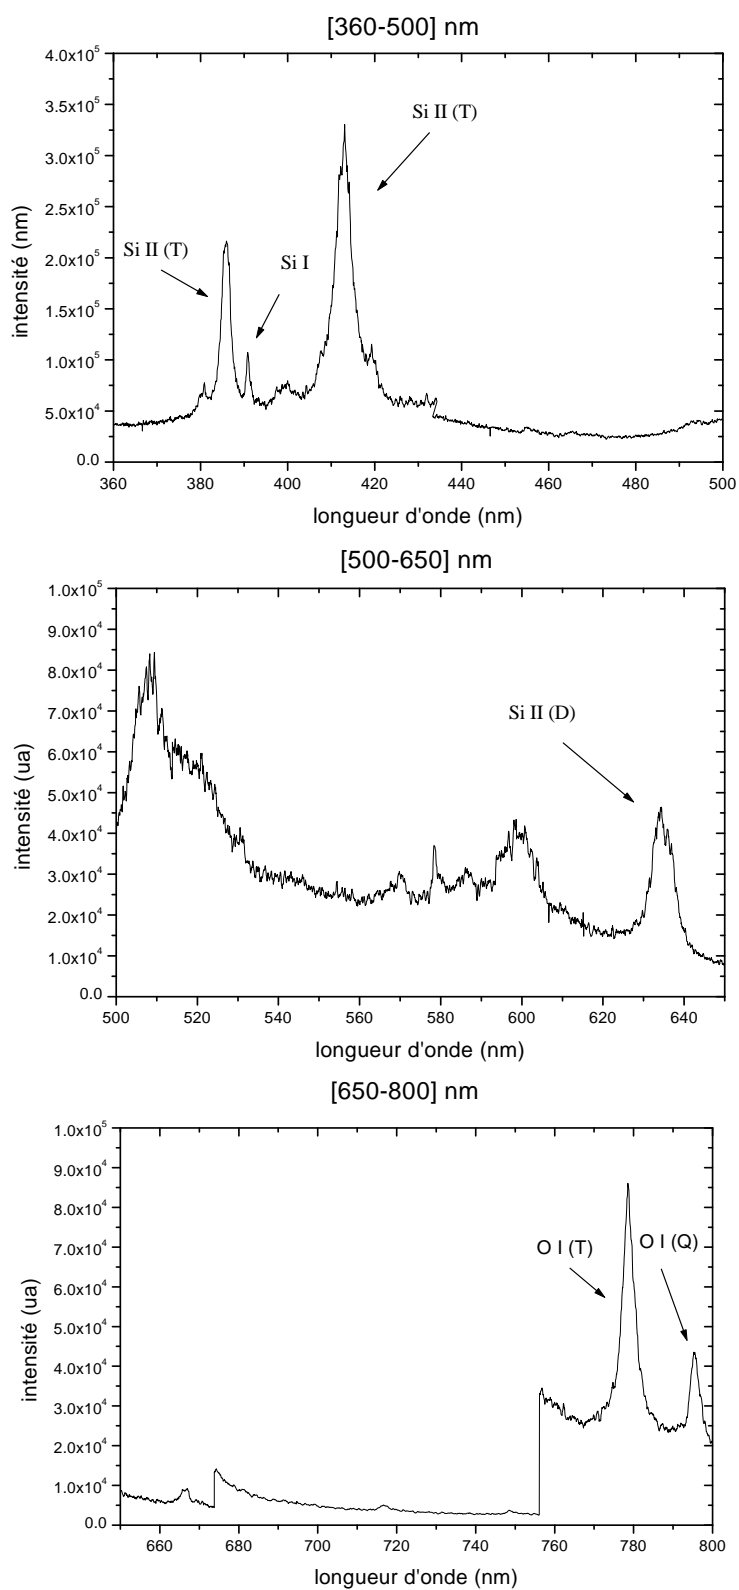 [360-500] nm
4.0x10^5
3.5x10^5
3.0x10^5
2.5x10^5
2.0x10^5
1.5x10^5
1.0x10^5
5.0x10^4
0.0
intensité (nm)
Si II (T)
Si II (T)
Si I
360 380 400 420 440 460 480 500
longueur d'onde (nm)
[500-650] nm
1.0x10^5
9.0x10^4
8.0x10^4
7.0x10^4
6.0x10^4
5.0x10^4
4.0x10^4
3.0x10^4
2.0x10^4
1.0x10^4
0.0
intensité (ua)
Si II (D)
500 520 540 560 580 600 620 640
longueur d'onde (nm)
[650-800] nm
1.0x10^5
9.0x10^4
8.0x10^4
7.0x10^4
6.0x10^4
5.0x10^4
4.0x10^4
3.0x10^4
2.0x10^4
1.0x10^4
0.0
intensité (ua)
O I (T)
O I (Q)
660 680 700 720 740 760 780 800
longueur d'onde (nm)